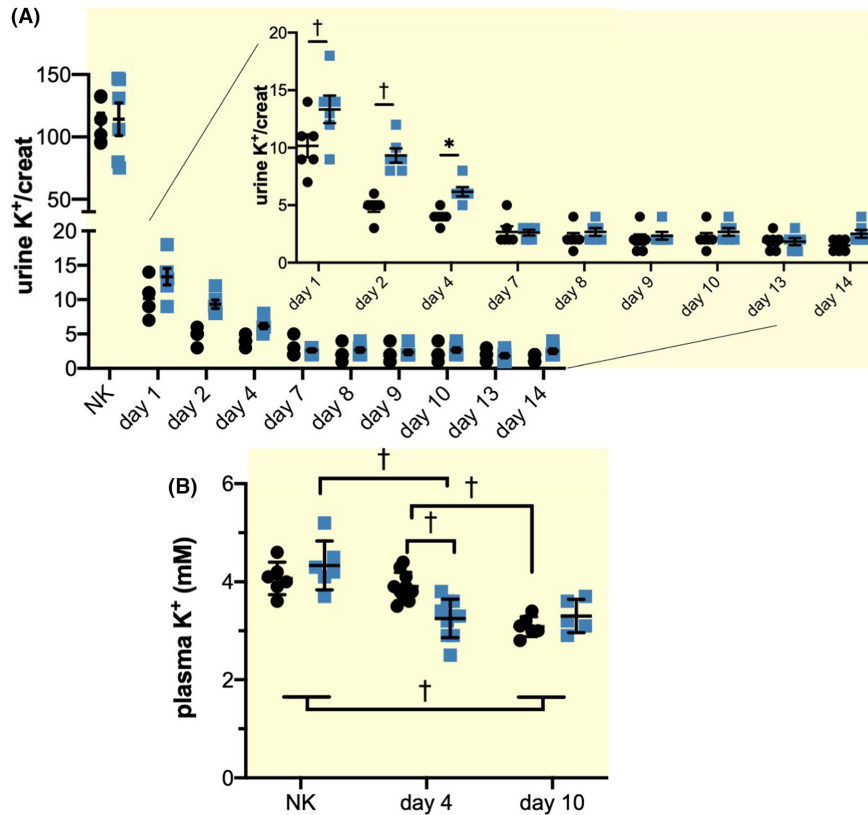 (A)
urine K⁺/creat
150
100
50
20
15
10
5
0
NK
day 1
day 2
day 4
day 7
day 8
day 9
day 10
day 13
day 14
urine K⁺/creat
20
15
10
5
0
†
†
*
day 1
day 2
day 4
day 7
day 8
day 9
day 10
day 13
day 14
(B)
plasma K⁺ (mM)
6
4
2
0
†
†
†
†
NK
day 4
day 10